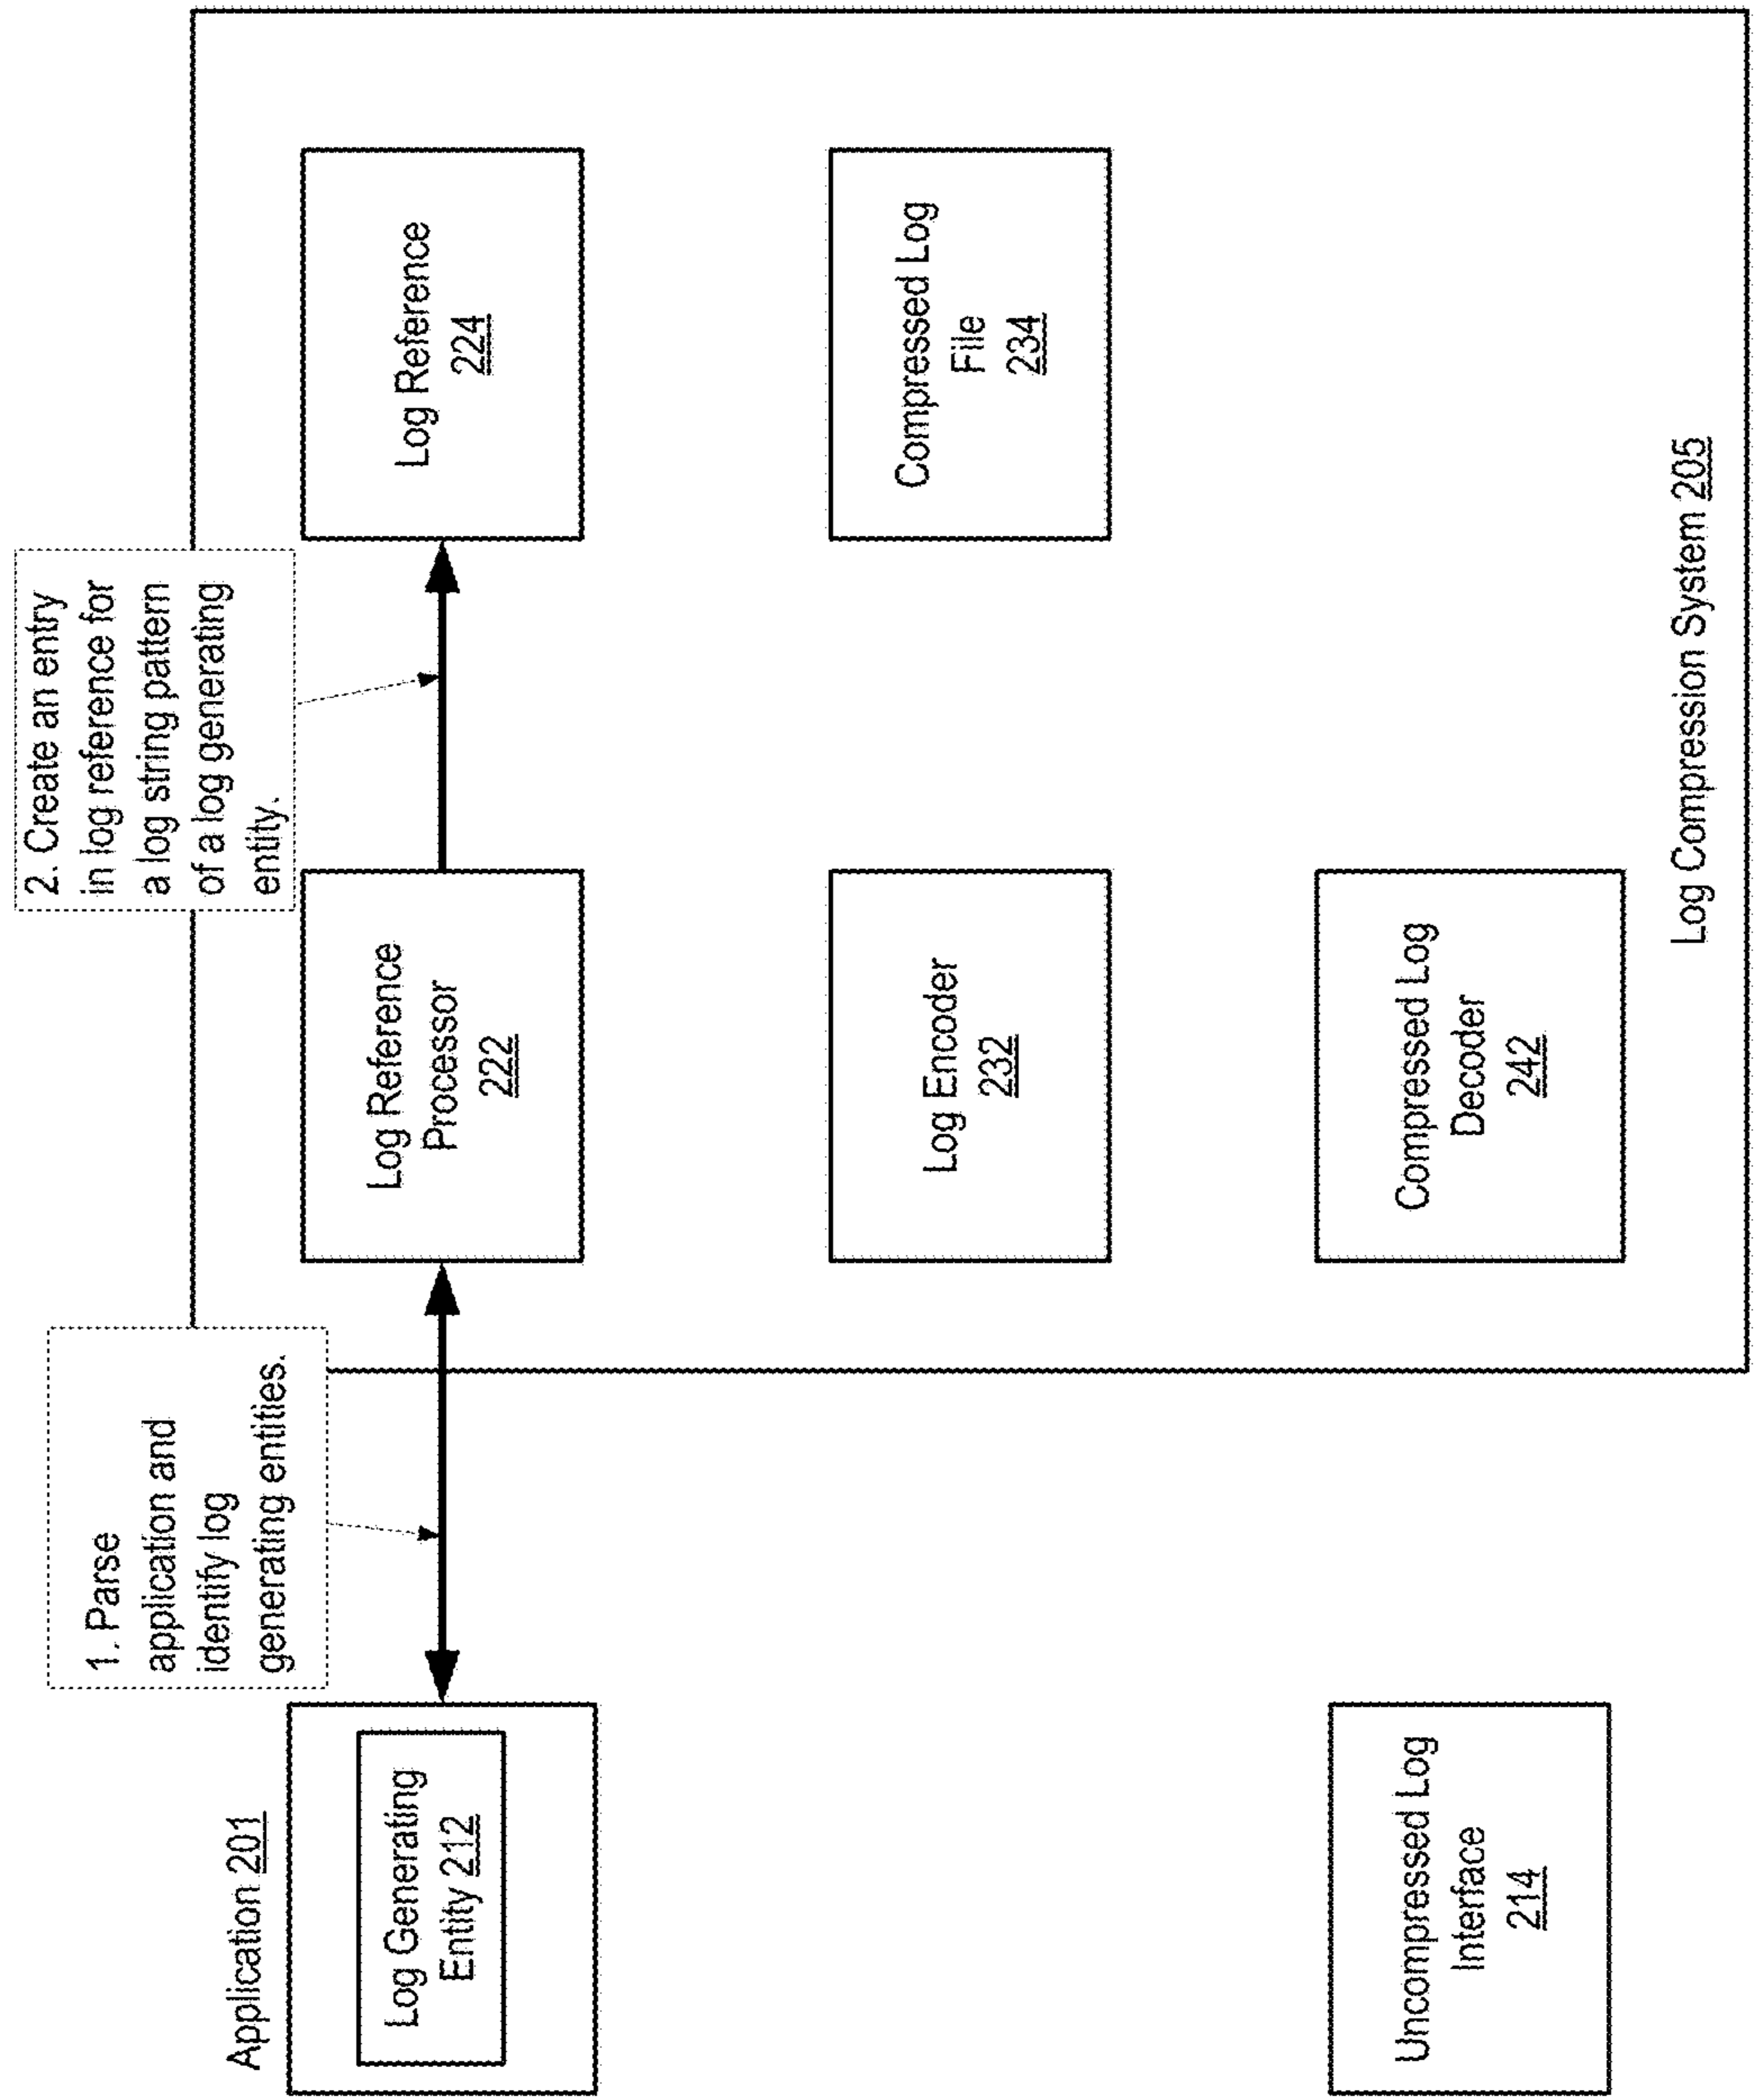 2. Create an entry
in log reference for
a log string pattern
of a log generating
entity.
1. Parse
application and
identify log
generating entities.
Application 201
Log Generating
Entity 212
Log Reference
Processor
222
Log Reference
224
Log Encoder
232
Compressed Log
File
234
Uncompressed Log
Interface
214
Compressed Log
Decoder
242
Log Compression System 205